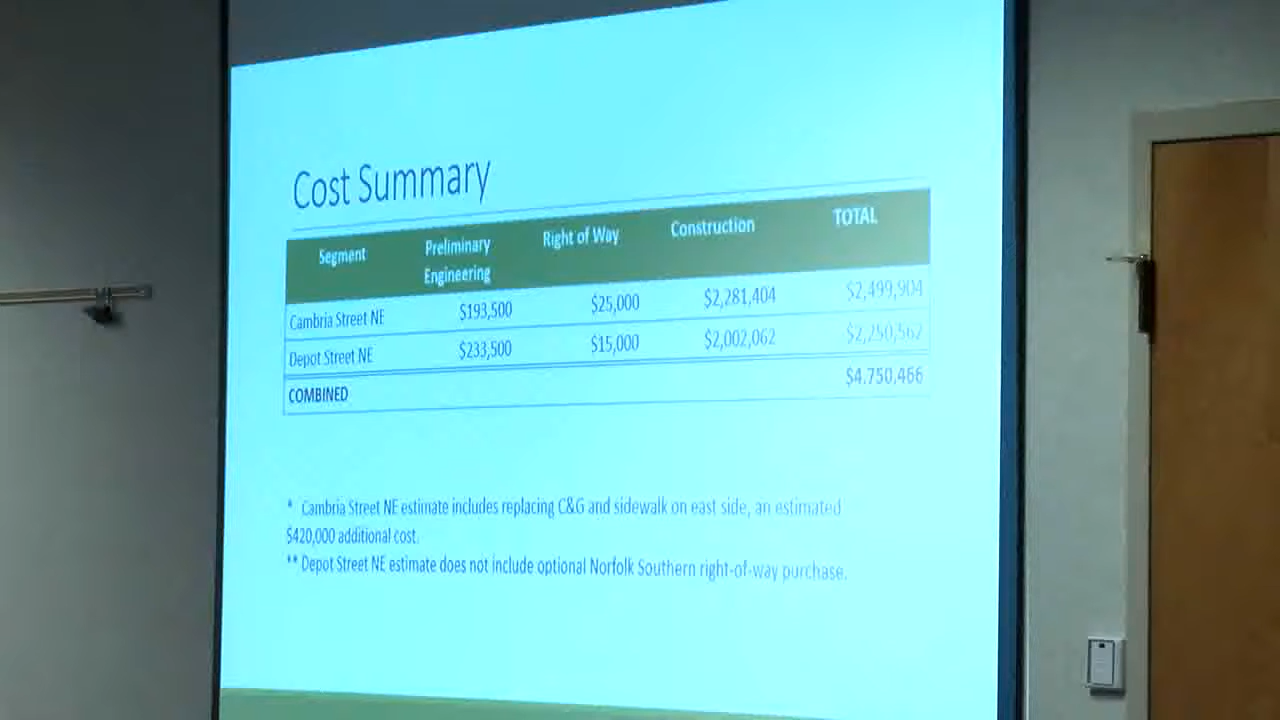 Cost Summary
Segment Preliminary Engineering Right of Way Construction TOTAL
Cambria Street NE $193,500 $25,000 $2,281,404 $2,499,904
Depot Street NE $233,500 $15,000 $2,002,062 $2,250,562
COMBINED $4.750,466
* Cambria Street NE estimate includes replacing C&G and sidewalk on east side, an estimated
$420,000 additional cost.
** Depot Street NE estimate does not include optional Norfolk Southern right-of-way purchase.